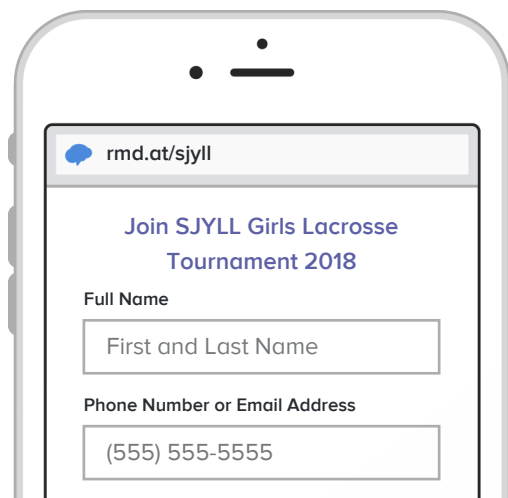 rmd.at/sjyll
Join SJYLL Girls Lacrosse
Tournament 2018
Full Name
First and Last Name
Phone Number or Email Address
(555) 555-5555